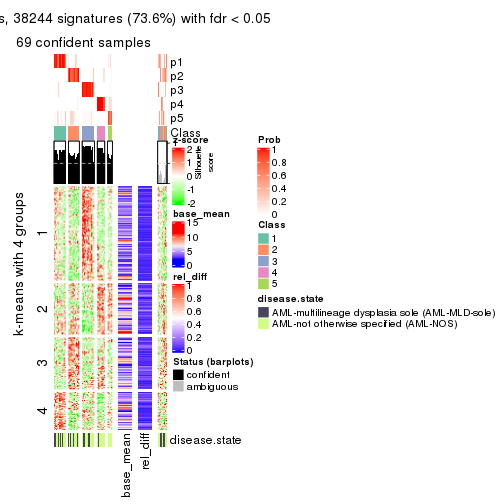 s, 38244 signatures (73.6%) with fdr < 0.05
69 confident samples
p1
p2
p3
p4
p5
Class
1
z-score
2
1
0
-1
-2
Silhouette
score
base_mean
15
10
5
0
rel_diff
1
0.8
0.6
0.4
0.2
0
Status (barplots)
confident
ambiguous
Prob
1
0.8
0.6
0.4
0.2
0
Class
1
2
3
4
5
disease.state
AML-multilineage dysplasia sole (AML-MLD-sole)
AML-not otherwise specified (AML-NOS)
k-means with 4 groups
1
2
3
4
disease.state
base_mean
rel_diff